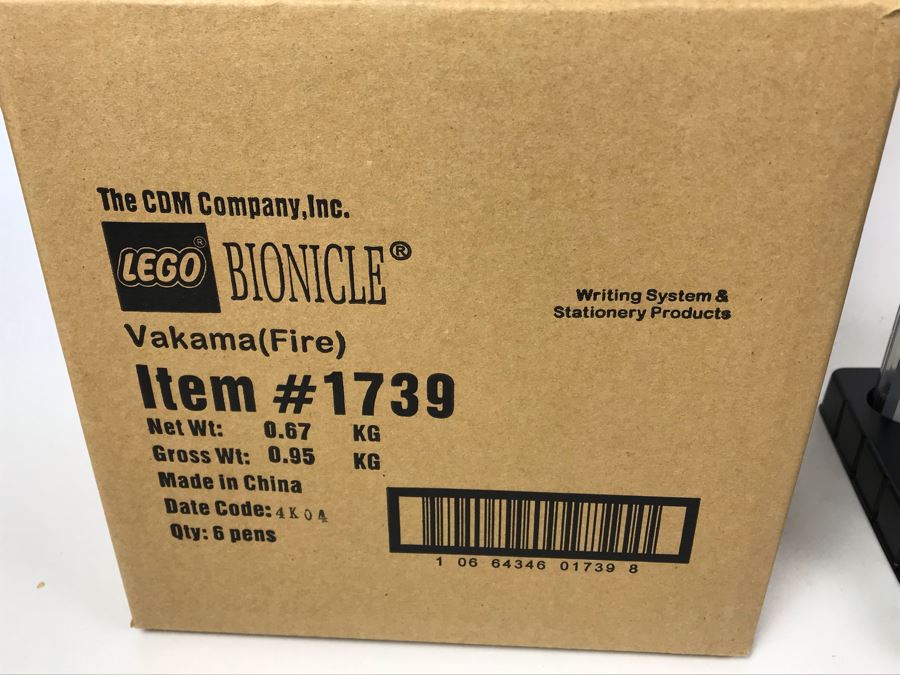 The CDM Company,Inc.
LEGO® BIONICLE®
Writing System &
Stationery Products
Vakama(Fire)
Item #1739
Net Wt: 0.67 KG
Gross Wt: 0.95 KG
Made in China
Date Code: 4K04
Qty: 6 pens
1 06 64346 01739 8